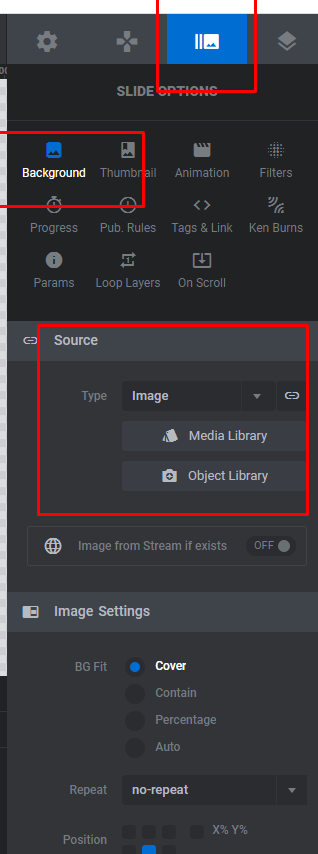 SLIDE OPTIONS
Background Thumbnail Animation Filters
Progress Pub. Rules Tags & Link Ken Burns
Params Loop Layers On Scroll
Source
Type Image
Media Library
Object Library
Image from Stream if exists OFF
Image Settings
BG Fit Cover
Contain
Percentage
Auto
Repeat no-repeat
Position X% Y%